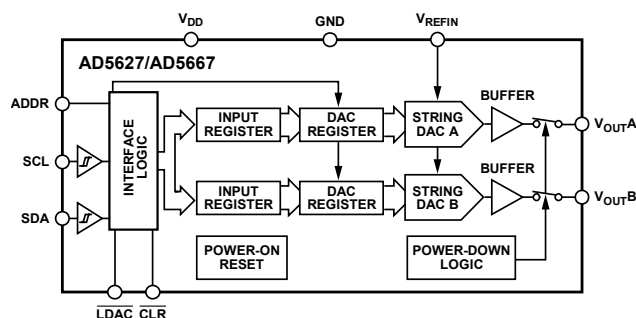 VDD
GND
VREFIN
AD5627/AD5667
ADDR
SCL
SDA
INTERFACE
LOGIC
INPUT
REGISTER
DAC
REGISTER
STRING
DAC A
BUFFER
VOUTA
INPUT
REGISTER
DAC
REGISTER
STRING
DAC B
BUFFER
VOUTB
POWER-ON
RESET
POWER-DOWN
LOGIC
LDAC
CLR